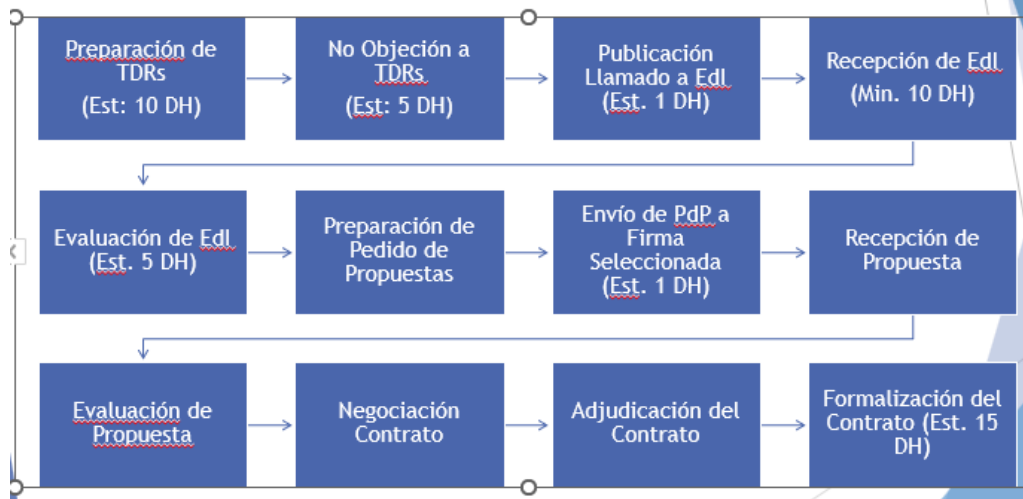 Preparación de
TDRs
(Est: 10 DH)
No Objeción a
TDRs
(Est: 5 DH)
Publicación
Llamado a EdI
(Est. 1 DH)
Recepción de EdI
(Min. 10 DH)
Evaluación de EdI
(Est. 5 DH)
Preparación de
Pedido de
Propuestas
Envío de PdP a
Firma
Seleccionada
(Est. 1 DH)
Recepción de
Propuesta
Evaluación de
Propuesta
Negociación
Contrato
Adjudicación del
Contrato
Formalización del
Contrato (Est. 15
DH)